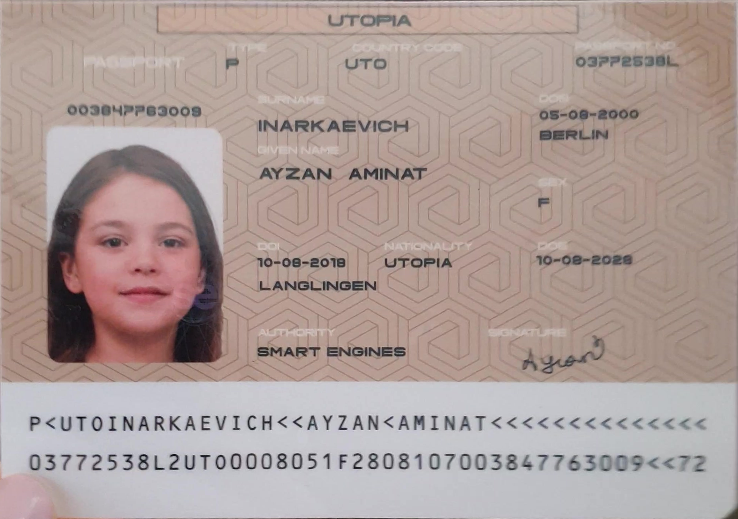 UTOPIA
PASSPORT
TYPE
COUNTRY CODE
PASSPORT NO.
P
UTO
03772538L
003847763009
SURNAME
INARKAEVICH
DOB
05-08-2000
BERLIN
GIVEN NAME
AYZAN AMINAT
SEX
F
DOI
10-08-2018
LANGLINGEN
NATIONALITY
UTOPIA
DOE
10-08-2028
AUTHORITY
SMART ENGINES
SIGNATURE
Ayzan
P<UTOINARKAEVICH<<AYZAN<AMINAT<<<<<<<<<<<<<<
03772538L2UTO0008051F2808107003847763009<<72